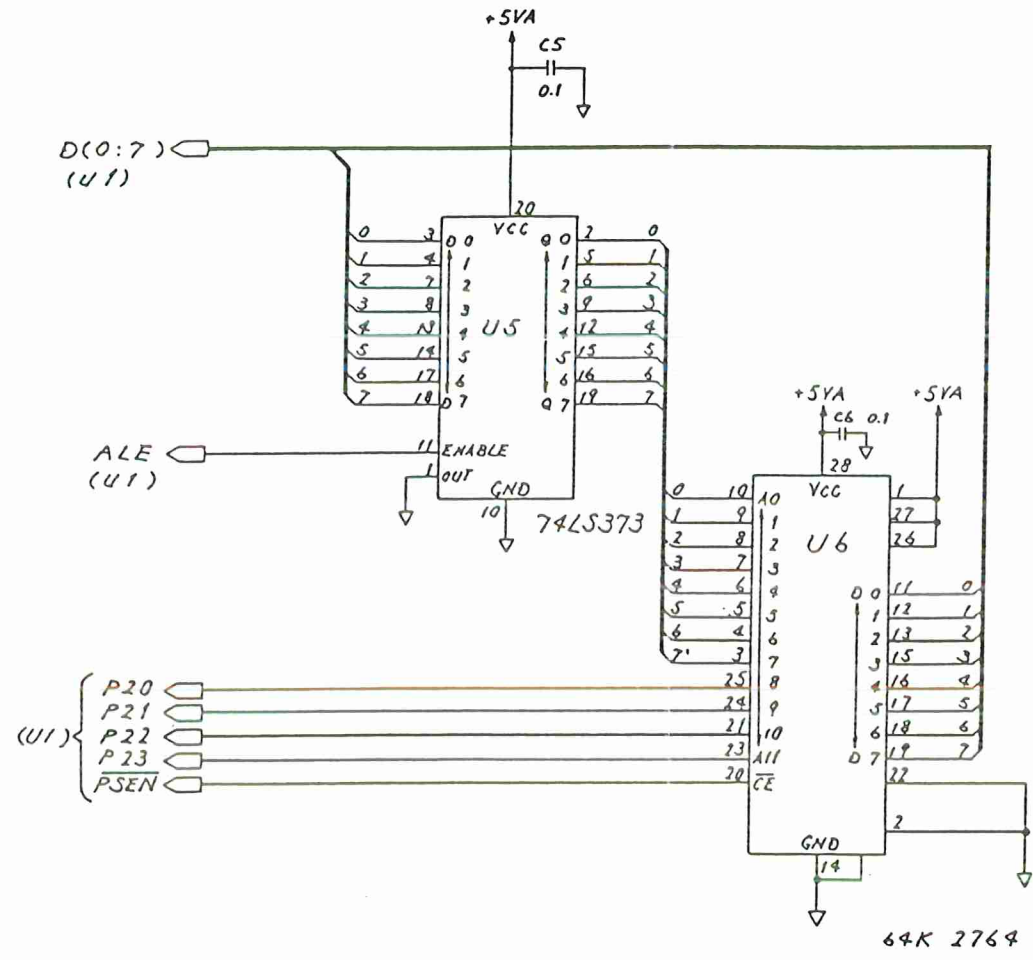 +5VA
C5
0.1
D(0:7)
(U1)
20
VCC
0 3 D0 Q0 2 0
1 4 1 1 5 1
2 7 2 2 6 2
3 8 3 3 9 3
4 4 4 12 4
5 14 5 5 15 5
6 17 6 6 16 6
7 18 D7 Q7 19 7
U5
ALE
(U1)
11 ENABLE
1 OUT
GND
10
74LS373
+5VA
+5VA
C6 0.1
28
VCC
U6
0 10 A0 1
1 9 1 27
2 8 2 26
3 7 3
4 6 4 D0 11 0
5 5 5 1 12 1
6 4 6 2 13 2
7 3 7 3 15 3
P20 25 8 4 16 4
P21 24 9 5 17 5
(U1) P22 21 10 6 18 6
P23 23 A11 D7 19 7
PSEN 20 CE 22
2
GND
14
64K 2764